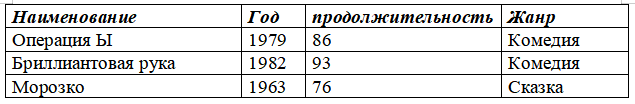 Наименование Год продолжительность Жанр
Операция Ы 1979 86 Комедия
Бриллиантовая рука 1982 93 Комедия
Морозко 1963 76 Сказка